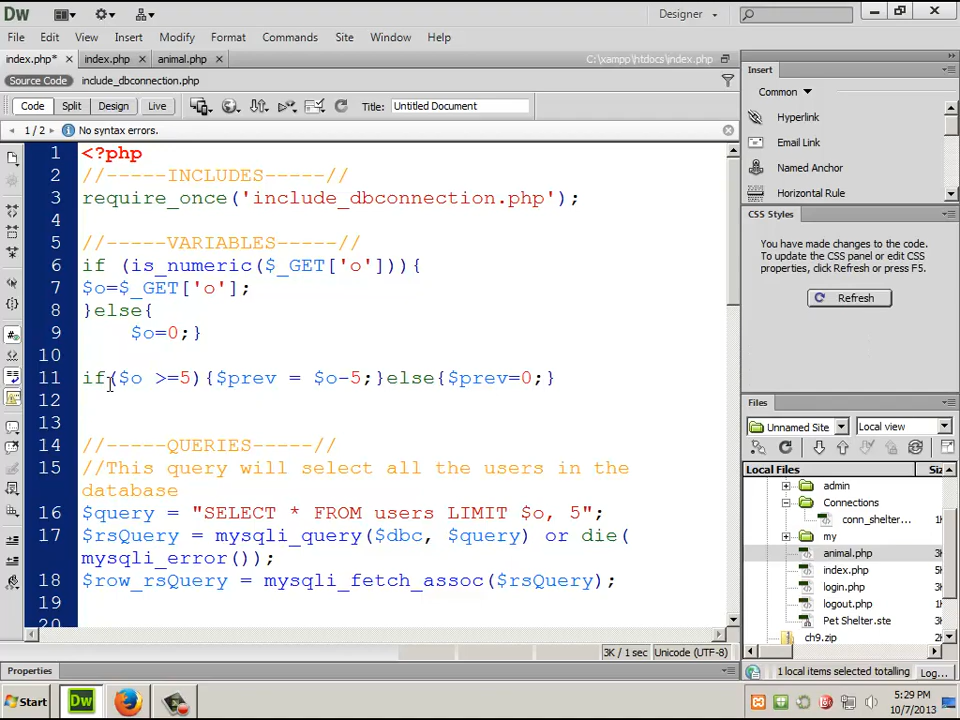 Dw
Designer
File Edit View Insert Modify Format Commands Site Window Help
index.php* × index.php × animal.php × C:\xampp\htdocs\index.php
Source Code include_dbconnection.php
Code Split Design Live Title: Untitled Document
1 / 2 No syntax errors.
1 <?php
2 //-----INCLUDES-----//
3 require_once('include_dbconnection.php');
4
5 //-----VARIABLES-----//
6 if (is_numeric($_GET['o'])){
7 $o=$_GET['o'];
8 }else{
9 $o=0;}
10
11 if($o >=5){$prev = $o-5;}else{$prev=0;}
12
13
14 //-----QUERIES-----//
15 //This query will select all the users in the
database
16 $query = "SELECT * FROM users LIMIT $o, 5";
17 $rsQuery = mysqli_query($dbc, $query) or die(
mysqli_error());
18 $row_rsQuery = mysqli_fetch_assoc($rsQuery);
19
20
3K / 1 sec Unicode (UTF-8)
Properties
Insert
Common
Hyperlink
Email Link
Named Anchor
Horizontal Rule
CSS Styles
You have made changes to the code.
To update the CSS panel or edit CSS
properties, click Refresh or press F5.
Refresh
Files
Unnamed Site Local view
Local Files Siz
admin
Connections
conn_shelter... 1K
my
animal.php 3K
index.php 5K
login.php 3K
logout.php 1K
Pet Shelter.ste 3K
ch9.zip
1 local items selected totalling Log...
Start Dw
5:29 PM
10/7/2013